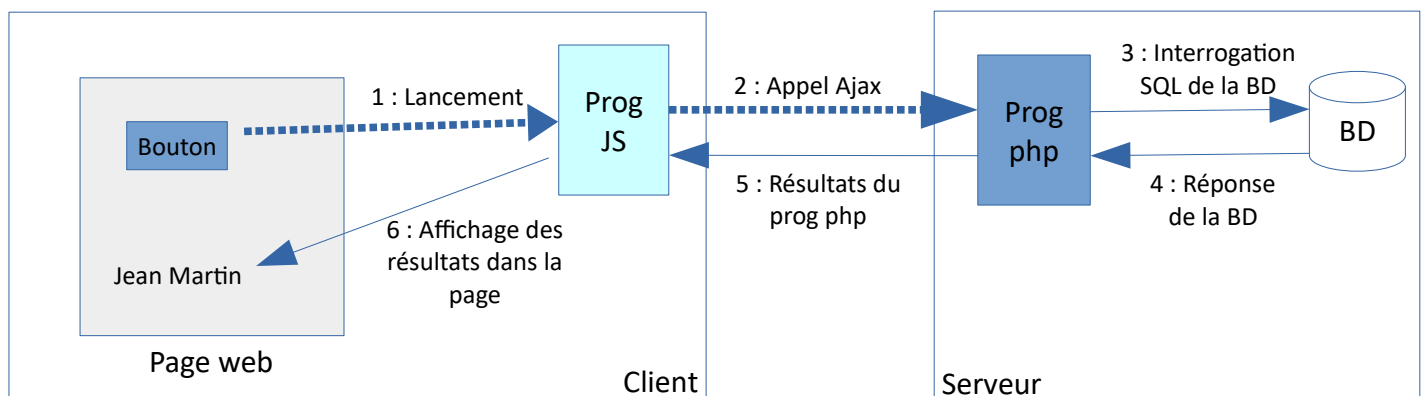 1 : Lancement
Bouton
Jean Martin
Page web
Prog
JS
6 : Affichage des
résultats dans la
page
Client
2 : Appel Ajax
5 : Résultats du
prog php
Prog
php
3 : Interrogation
SQL de la BD
BD
4 : Réponse
de la BD
Serveur